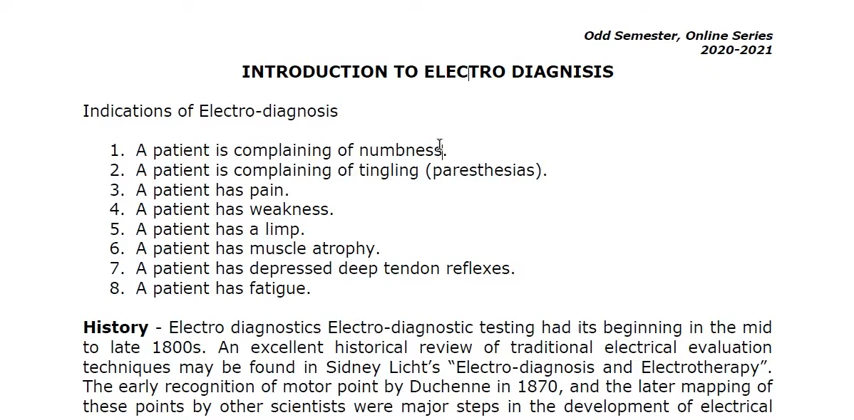 Odd Semester, Online Series
2020-2021
INTRODUCTION TO ELECTRO DIAGNISIS
Indications of Electro-diagnosis
1. A patient is complaining of numbness.
2. A patient is complaining of tingling (paresthesias).
3. A patient has pain.
4. A patient has weakness.
5. A patient has a limp.
6. A patient has muscle atrophy.
7. A patient has depressed deep tendon reflexes.
8. A patient has fatigue.
History - Electro diagnostics Electro-diagnostic testing had its beginning in the mid
to late 1800s. An excellent historical review of traditional electrical evaluation
techniques may be found in Sidney Licht’s “Electro-diagnosis and Electrotherapy”.
The early recognition of motor point by Duchenne in 1870, and the later mapping of
these points by other scientists were major steps in the development of electrical